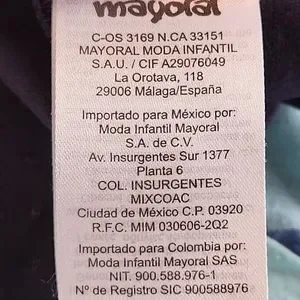 mayoral
C-OS 3169 N.CA 33151
MAYORAL MODA INFANTIL
S.A.U. / CIF A29076049
La Orotava, 118
29006 Málaga/España
Importado para México por:
Moda Infantil Mayoral
S.A. de C.V.
Av. Insurgentes Sur 1377
Planta 6
COL. INSURGENTES
MIXCOAC
Ciudad de México C.P. 03920
R.F.C. MIM 030606-2Q2
Importado para Colombia por:
Moda Infantil Mayoral SAS
NIT. 900.588.976-1
Nº de Registro SIC 900588976